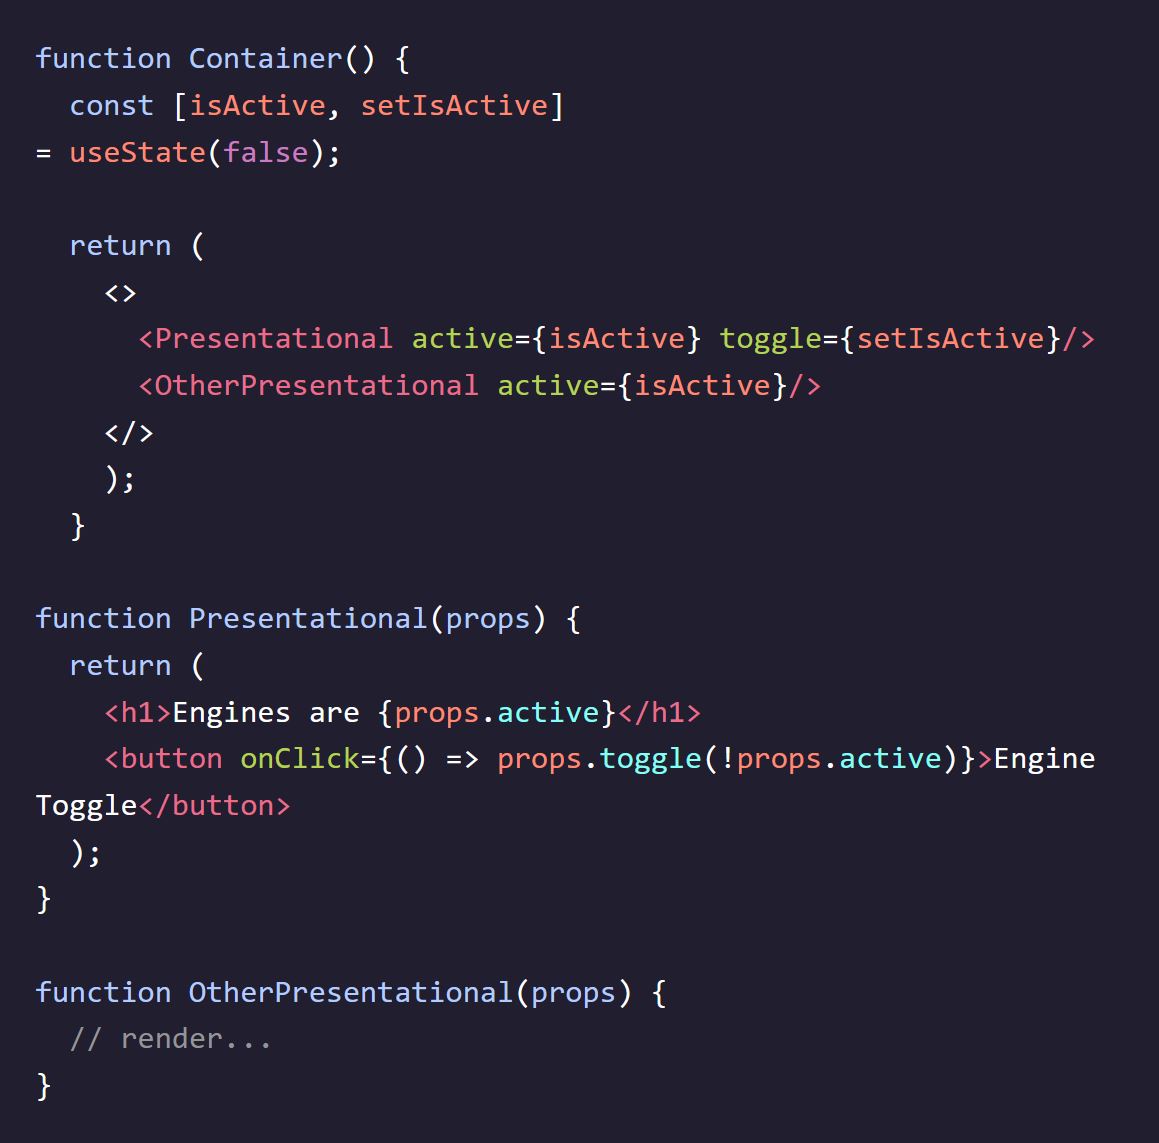 function Container() {
  const [isActive, setIsActive]
= useState(false);

  return (
    <>
      <Presentational active={isActive} toggle={setIsActive}/>
      <OtherPresentational active={isActive}/>
    </>
    );
  }

function Presentational(props) {
  return (
    <h1>Engines are {props.active}</h1>
    <button onClick={() => props.toggle(!props.active)}>Engine
Toggle</button>
  );
}

function OtherPresentational(props) {
  // render...
}